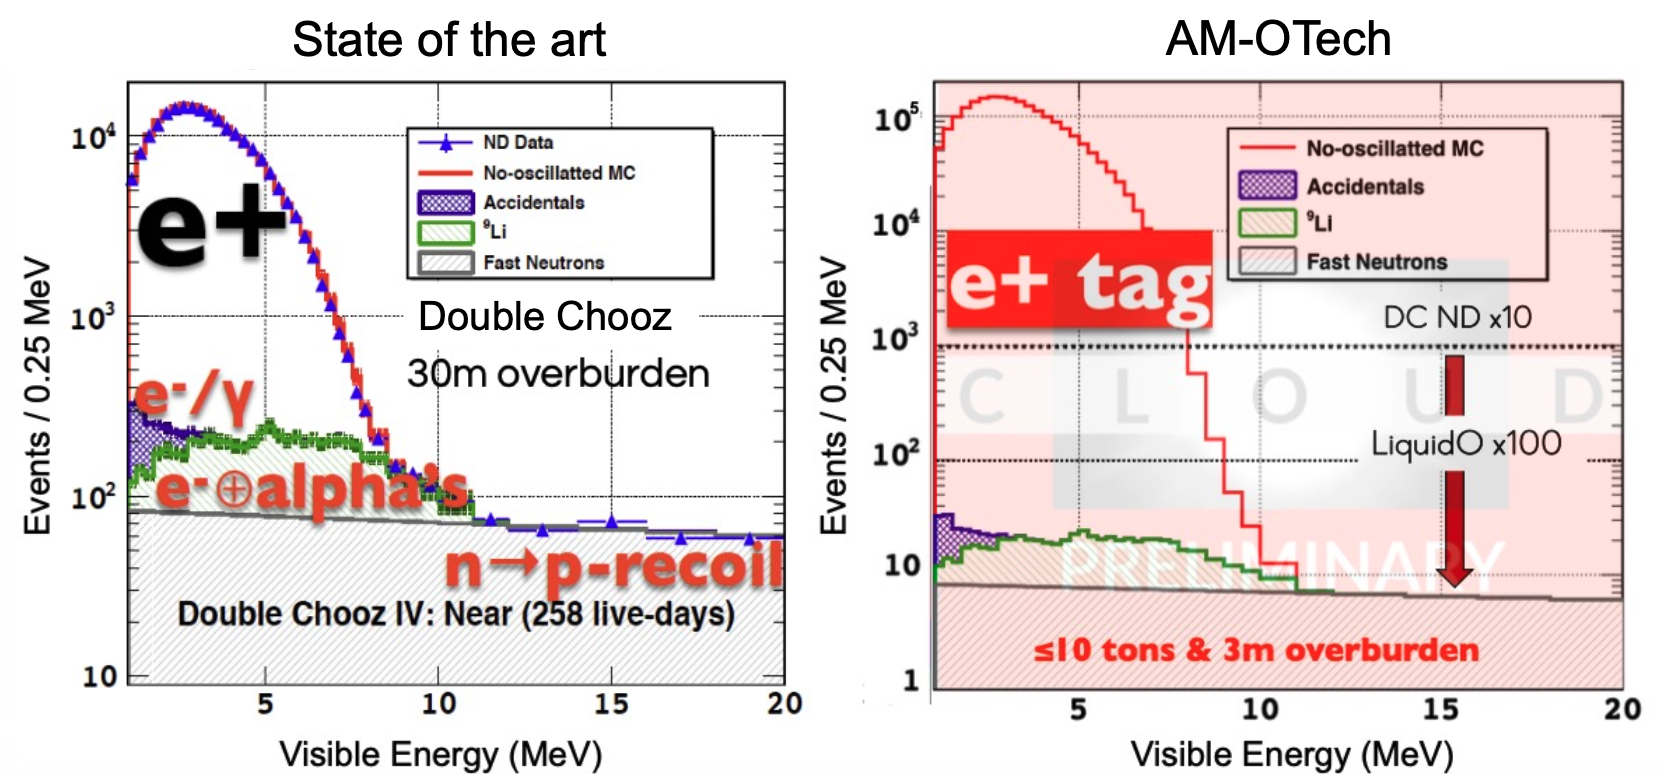 State of the art
10⁴
10³
10²
10
Events / 0.25 MeV
5
10
15
20
Visible Energy (MeV)
ND Data
No-oscillatted MC
Accidentals
⁹Li
Fast Neutrons
e+
Double Chooz
30m overburden
e⁻/γ
e⁻⊕alpha's
n→p-recoil
Double Chooz IV: Near (258 live-days)
AM-OTech
10⁵
10⁴
10³
10²
10
1
Events / 0.25 MeV
5
10
15
20
Visible Energy (MeV)
No-oscillatted MC
Accidentals
⁹Li
Fast Neutrons
e+ tag
DC ND x10
C L O U D
LiquidO x100
PRELIMINARY
≤10 tons & 3m overburden